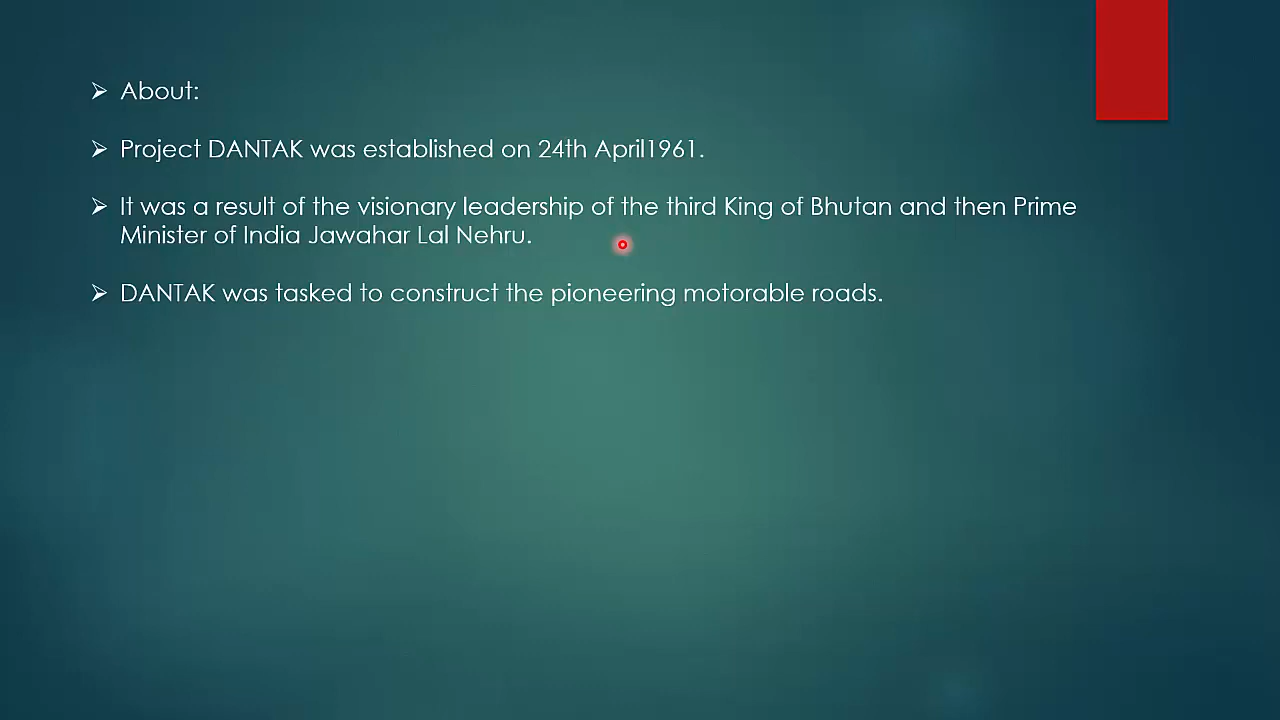 About:
Project DANTAK was established on 24th April1961.
It was a result of the visionary leadership of the third King of Bhutan and then Prime
Minister of India Jawahar Lal Nehru.
DANTAK was tasked to construct the pioneering motorable roads.